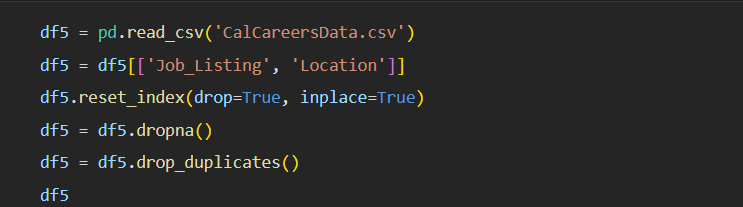 df5 = pd.read_csv('CalCareersData.csv')
df5 = df5[['Job_Listing', 'Location']]
df5.reset_index(drop=True, inplace=True)
df5 = df5.dropna()
df5 = df5.drop_duplicates()
df5